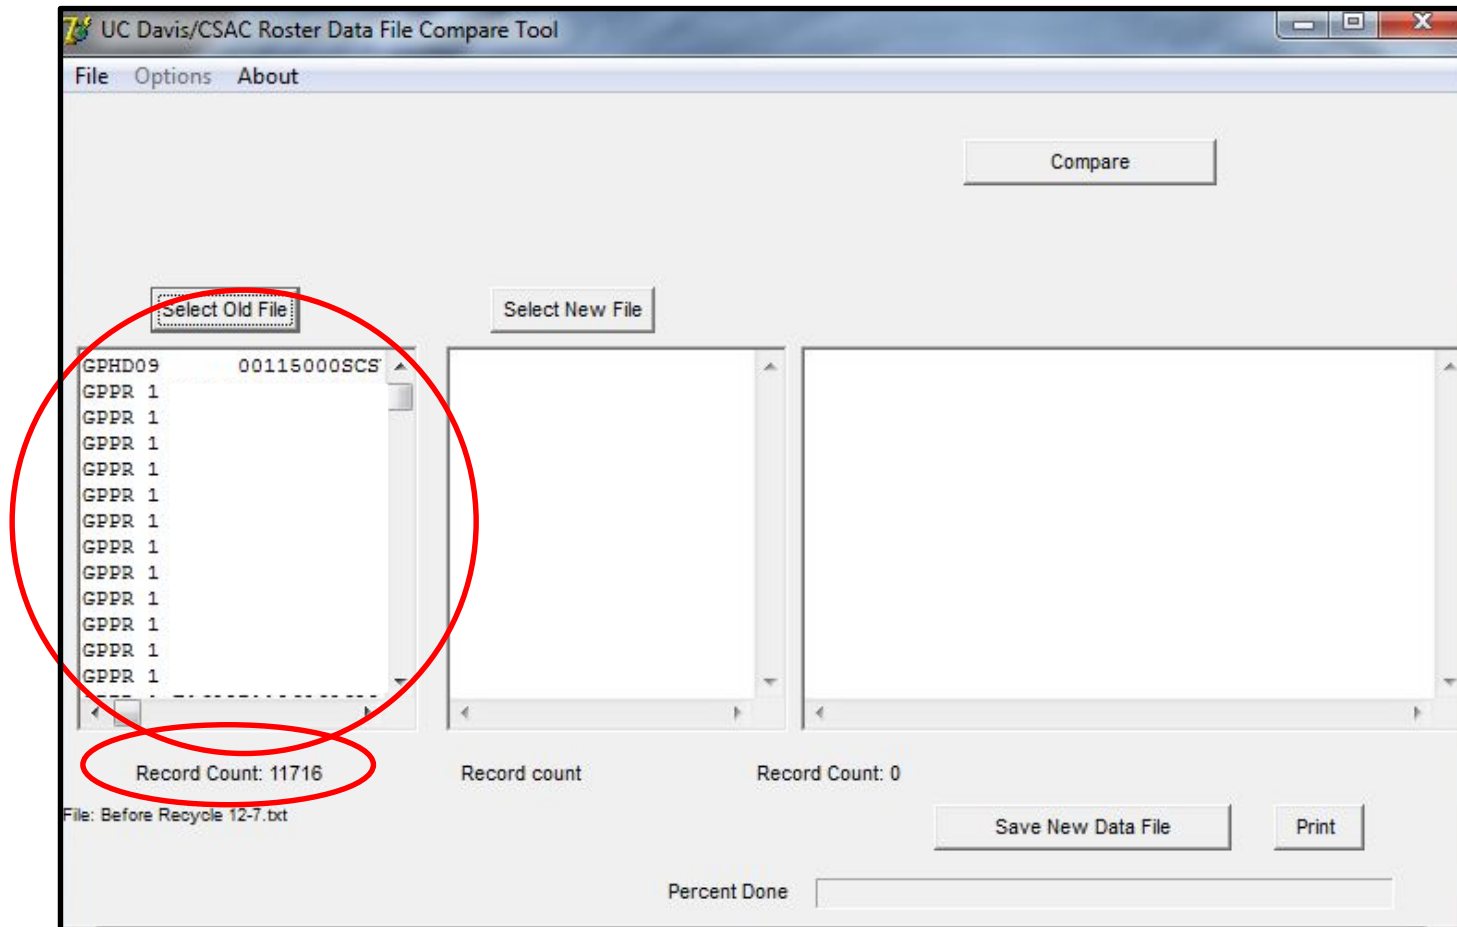 UC Davis/CSAC Roster Data File Compare Tool
File Options About
Compare
Select Old File
Select New File
GPHD09 00115000SCS
GPPR 1
GPPR 1
GPPR 1
GPPR 1
GPPR 1
GPPR 1
GPPR 1
GPPR 1
GPPR 1
GPPR 1
GPPR 1
GPPR 1
Record Count: 11716
Record count
Record Count: 0
File: Before Recycle 12-7.txt
Save New Data File
Print
Percent Done